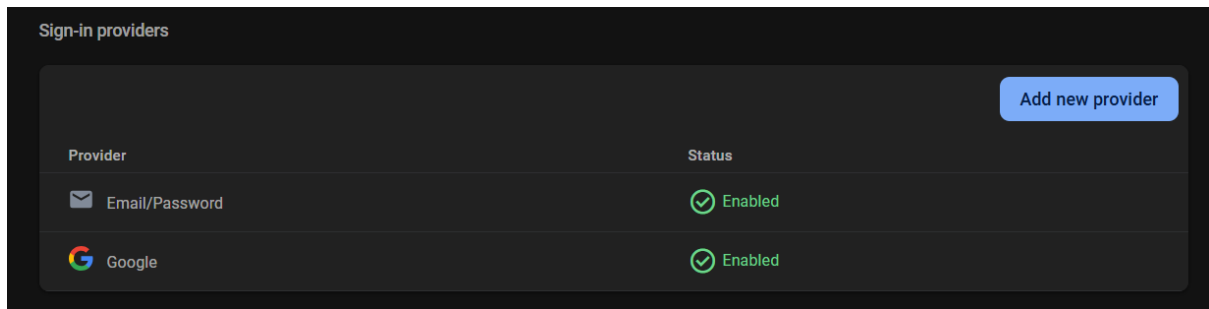 Sign-in providers
Add new provider
Provider Status
Email/Password Enabled
Google Enabled